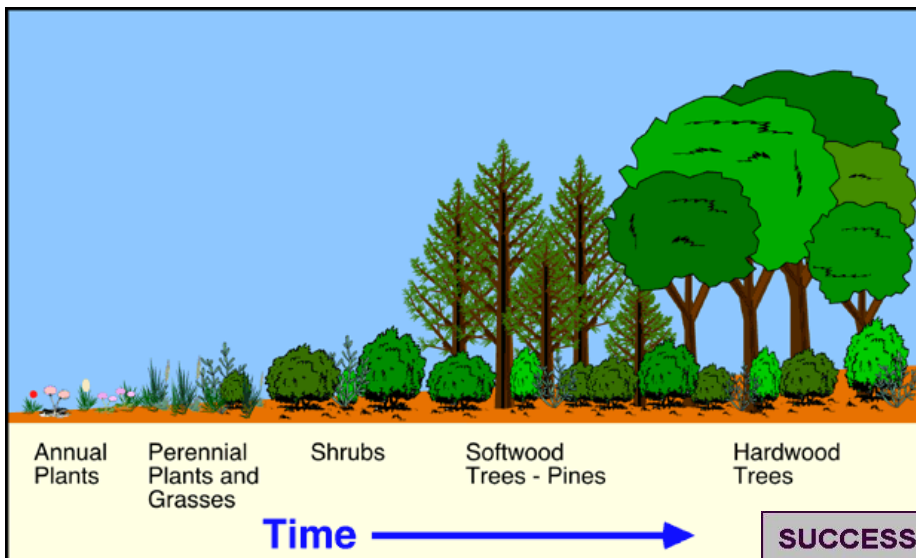 Annual
Plants
Perennial
Plants and
Grasses
Shrubs
Softwood
Trees - Pines
Hardwood
Trees
Time
SUCCESS